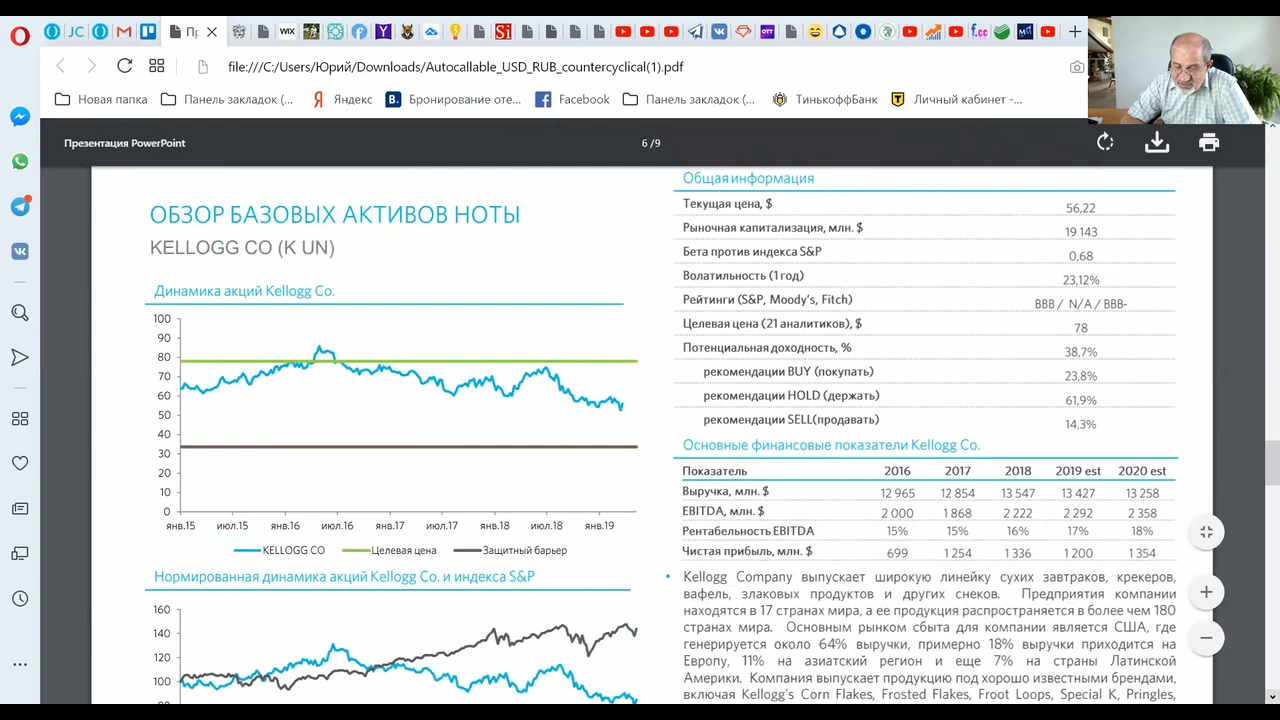 Пр
WIX
Si
ОТТ
f.cc
file:///C:/Users/Юрий/Downloads/Autocallable_USD_RUB_countercyclical(1).pdf
Новая папка
Панель закладок (...
Яндекс
Бронирование оте...
Facebook
Панель закладок (...
ТинькоффБанк
Личный кабинет -...
Презентация PowerPoint
6 /9
ОБЗОР БАЗОВЫХ АКТИВОВ НОТЫ
KELLOGG CO (K UN)
Динамика акций Kellogg Co.
100
90
80
70
60
50
40
30
20
10
0
янв.15 июл.15 янв.16 июл.16 янв.17 июл.17 янв.18 июл.18 янв.19
KELLOGG CO Целевая цена Защитный барьер
Нормированная динамика акций Kellogg Co. и индекса S&P
160
140
120
100
80
Общая информация
Текущая цена, $ 56,22
Рыночная капитализация, млн. $ 19 143
Бета против индекса S&P 0,68
Волатильность (1 год) 23,12%
Рейтинги (S&P, Moody's, Fitch) BBB / N/A / BBB-
Целевая цена (21 аналитиков), $ 78
Потенциальная доходность, % 38,7%
рекомендации BUY (покупать) 23,8%
рекомендации HOLD (держать) 61,9%
рекомендации SELL(продавать) 14,3%
Основные финансовые показатели Kellogg Co.
Показатель 2016 2017 2018 2019 est 2020 est
Выручка, млн. $ 12 965 12 854 13 547 13 427 13 258
EBITDA, млн. $ 2 000 1 868 2 222 2 292 2 358
Рентабельность EBITDA 15% 15% 16% 17% 18%
Чистая прибыль, млн. $ 699 1 254 1 336 1 200 1 354
• Kellogg Company выпускает широкую линейку сухих завтраков, крекеров,
вафель, злаковых продуктов и других снеков. Предприятия компании
находятся в 17 странах мира, а ее продукция распространяется в более чем 180
странах мира. Основным рынком сбыта для компании является США, где
генерируется около 64% выручки, примерно 18% выручки приходится на
Европу, 11% на азиатский регион и еще 7% на страны Латинской
Америки. Компания выпускает продукцию под хорошо известными брендами,
включая Kellogg's Corn Flakes, Frosted Flakes, Froot Loops, Special K, Pringles,